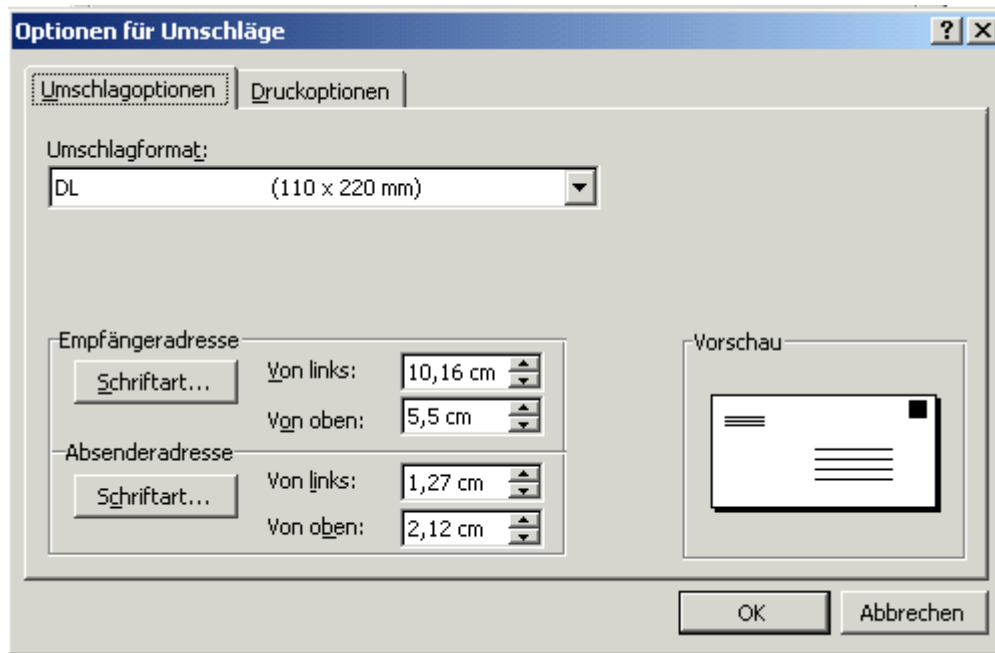 Optionen für Umschläge
Umschlagoptionen Druckoptionen
Umschlagformat:
DL (110 x 220 mm)
Empfängeradresse
Schriftart...
Von links: 10,16 cm
Von oben: 5,5 cm
Absenderadresse
Schriftart...
Von links: 1,27 cm
Von oben: 2,12 cm
Vorschau
OK Abbrechen